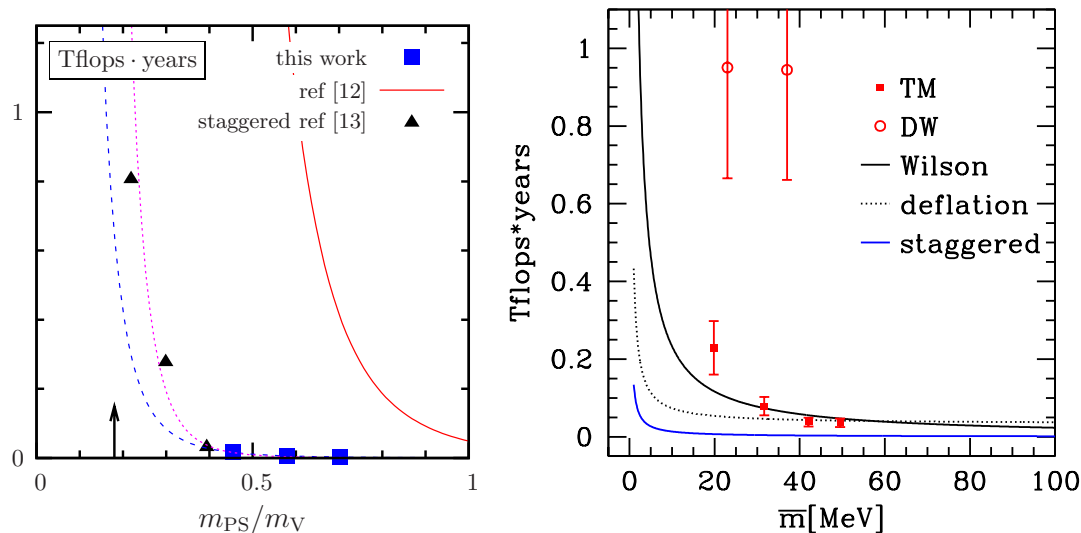 Tflops · years
this work
ref [12]
staggered ref [13]
1
0
0
0.5
1
m_PS/m_V
Tflops*years
1
0.8
0.6
0.4
0.2
0
TM
DW
Wilson
deflation
staggered
0
20
40
60
80
100
m̅[MeV]